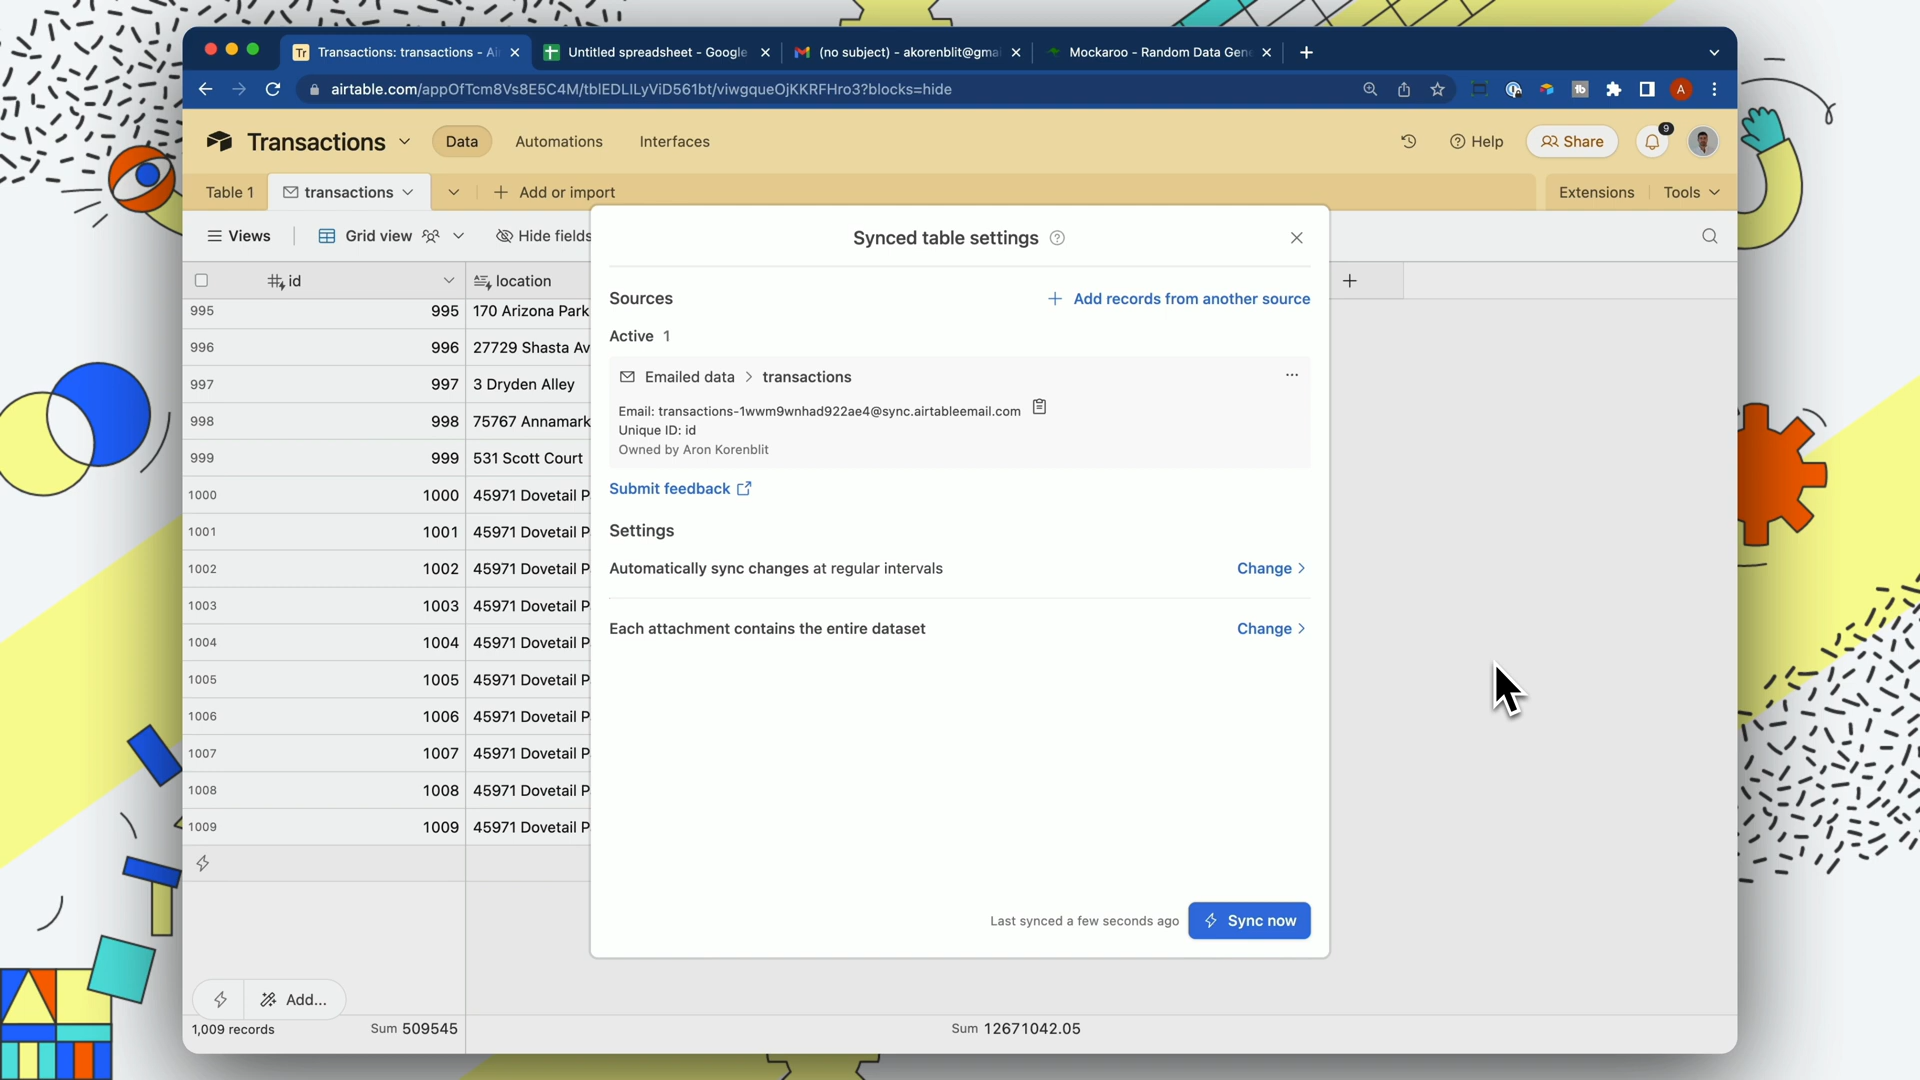 Tr Transactions: transactions - Ai
Untitled spreadsheet - Google
(no subject) - akorenblit@gmai
Mockaroo - Random Data Gene
airtable.com/appOfTcm8Vs8E5C4M/tblEDLILyViD561bt/viwgqueOjKKRFHro3?blocks=hide
tb
A
Transactions
Data
Automations
Interfaces
Help
Share
9
Table 1
transactions
Add or import
Extensions
Tools
Views
Grid view
Hide fields
id
location
995 995 170 Arizona Park
996 996 27729 Shasta Av
997 997 3 Dryden Alley
998 998 75767 Annamark
999 999 531 Scott Court
1000 1000 45971 Dovetail P
1001 1001 45971 Dovetail P
1002 1002 45971 Dovetail P
1003 1003 45971 Dovetail P
1004 1004 45971 Dovetail P
1005 1005 45971 Dovetail P
1006 1006 45971 Dovetail P
1007 1007 45971 Dovetail P
1008 1008 45971 Dovetail P
1009 1009 45971 Dovetail P
Add...
1,009 records
Sum 509545
Sum 12671042.05
Synced table settings
Sources
Add records from another source
Active 1
Emailed data > transactions
Email: transactions-1wwm9wnhad922ae4@sync.airtableemail.com
Unique ID: id
Owned by Aron Korenblit
Submit feedback
Settings
Automatically sync changes at regular intervals
Change
Each attachment contains the entire dataset
Change
Last synced a few seconds ago
Sync now